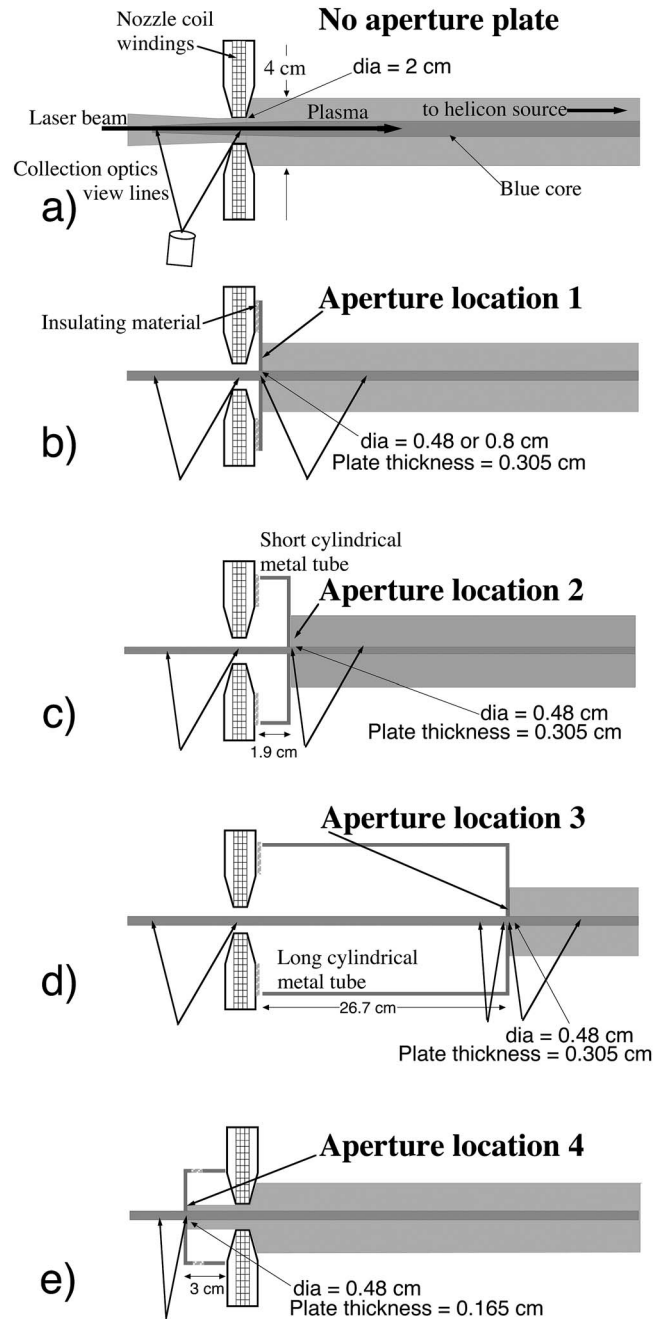 No aperture plate
Nozzle coil
windings
4 cm
dia = 2 cm
Laser beam
Plasma
to helicon source
Collection optics
view lines
Blue core
a)
Aperture location 1
Insulating material
dia = 0.48 or 0.8 cm
Plate thickness = 0.305 cm
b)
Short cylindrical
metal tube
Aperture location 2
dia = 0.48 cm
Plate thickness = 0.305 cm
1.9 cm
c)
Aperture location 3
Long cylindrical
metal tube
26.7 cm
dia = 0.48 cm
Plate thickness = 0.305 cm
d)
Aperture location 4
3 cm
dia = 0.48 cm
Plate thickness = 0.165 cm
e)